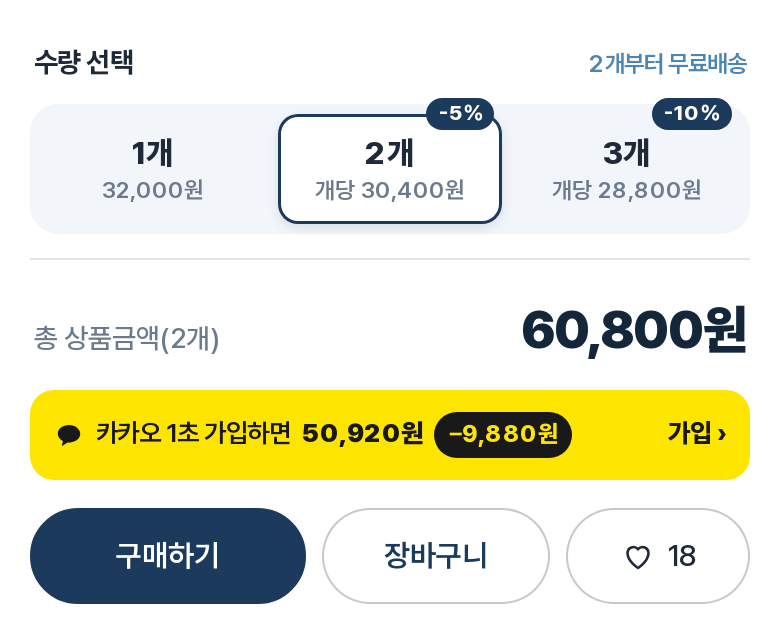 수량 선택
2개부터 무료배송
-5%
-10%
1개
2개
3개
32,000원
개당 30,400원
개당 28,800원
총 상품금액(2개)
60,800원
카카오 1초 가입하면 50,920원 −9,880원 가입 ›
구매하기
장바구니
18